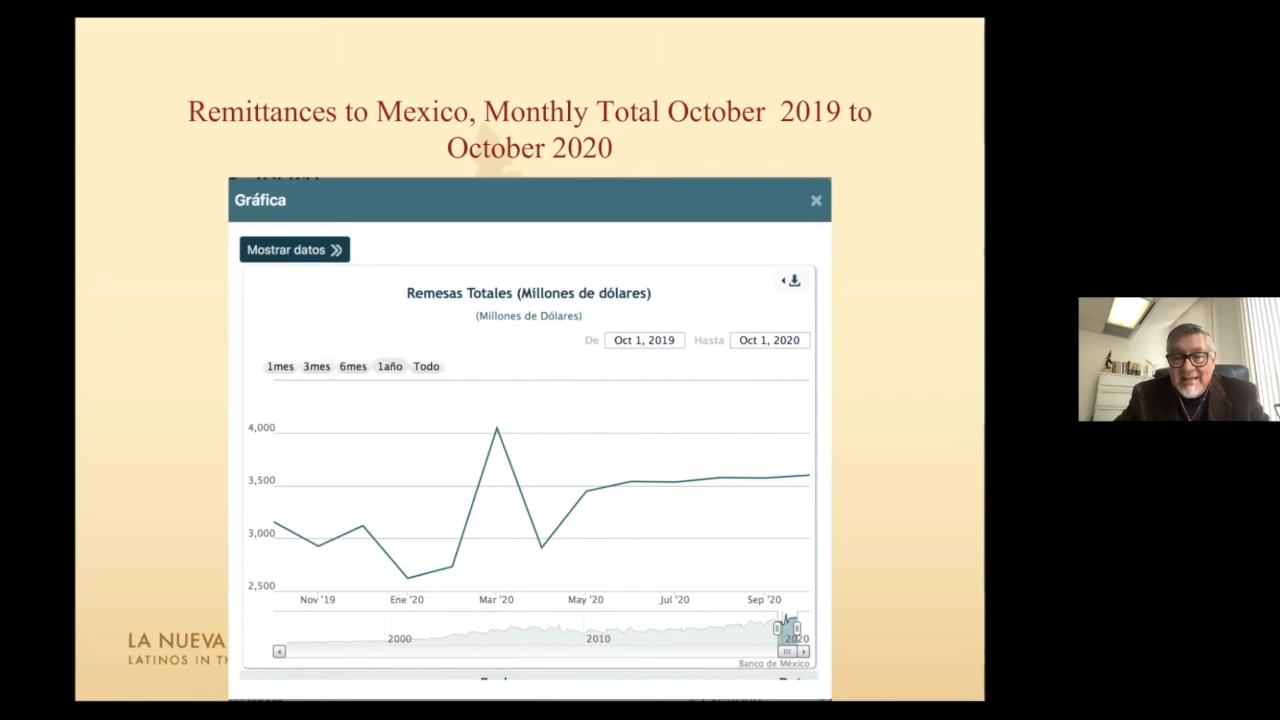 Remittances to Mexico, Monthly Total October 2019 to
October 2020
Gráfica
Mostrar datos
Remesas Totales (Millones de dólares)
(Millones de Dólares)
De Oct 1, 2019 Hasta Oct 1, 2020
1mes 3mes 6mes 1año Todo
4,000
3,500
3,000
2,500
Nov '19 Ene '20 Mar '20 May '20 Jul '20 Sep '20
2000 2010 2020
Banco de México
LA NUEVA
LATINOS IN